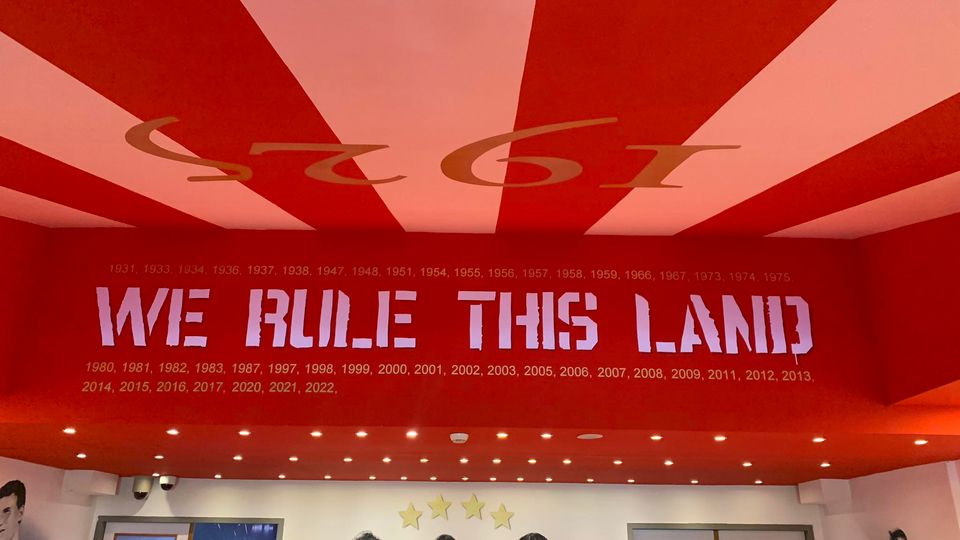 1925
1931, 1933, 1934, 1936, 1937, 1938, 1947, 1948, 1951, 1954, 1955, 1956, 1957, 1958, 1959, 1966, 1967, 1973, 1974, 1975,
WE RULE THIS LAND
1980, 1981, 1982, 1983, 1987, 1997, 1998, 1999, 2000, 2001, 2002, 2003, 2005, 2006, 2007, 2008, 2009, 2011, 2012, 2013,
2014, 2015, 2016, 2017, 2020, 2021, 2022,